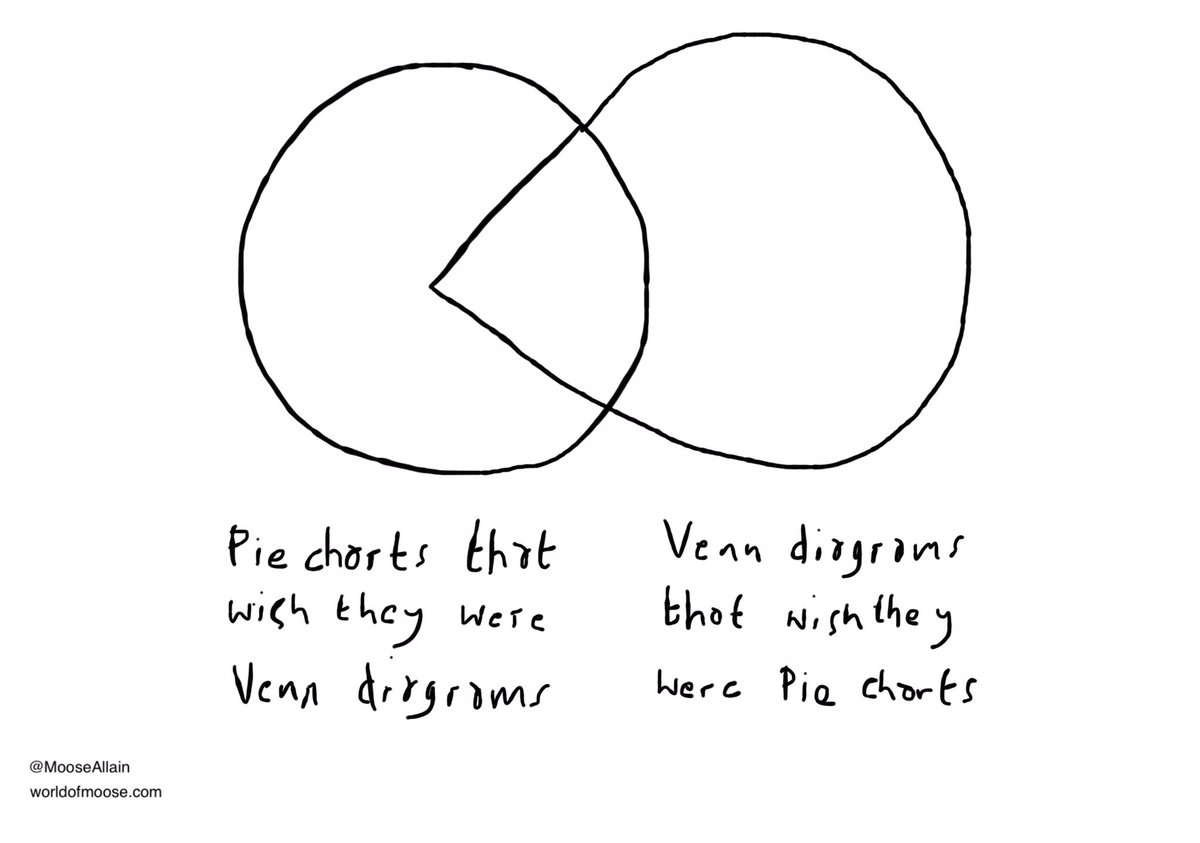 Pie charts that
wish they were
Venn diagrams
Venn diagrams
that wish they
were Pie charts
@MooseAllain
worldofmoose.com